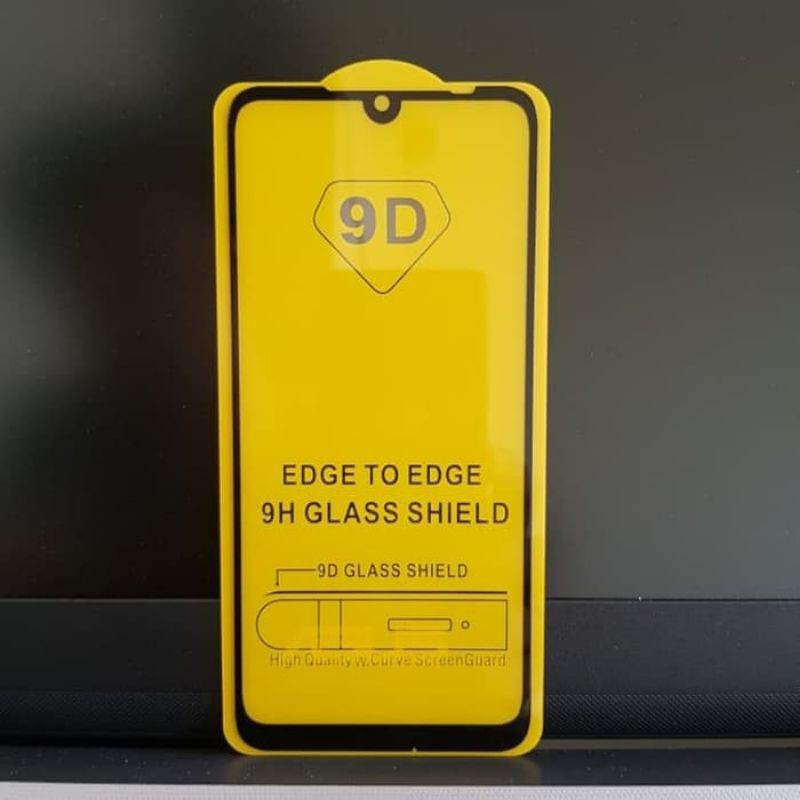 9D
EDGE TO EDGE
9H GLASS SHIELD
9D GLASS SHIELD
High Quality w.Curve ScreenGuard